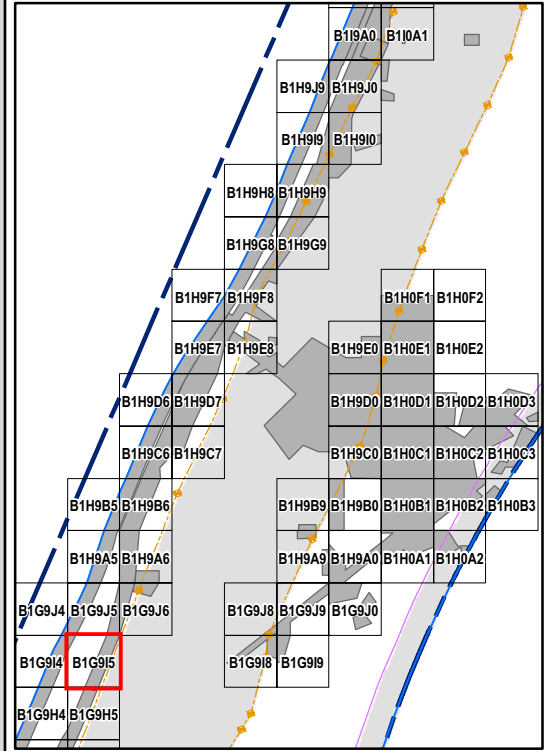 B1I9A0 B1I0A1
B1H9J9 B1H9J0
B1H9I9 B1H9I0
B1H9H8 B1H9H9
B1H9G8 B1H9G9
B1H9F7 B1H9F8 B1H0F1 B1H0F2
B1H9E7 B1H9E8 B1H9E0 B1H0E1 B1H0E2
B1H9D6 B1H9D7 B1H9D0 B1H0D1 B1H0D2 B1H0D3
B1H9C6 B1H9C7 B1H9C0 B1H0C1 B1H0C2 B1H0C3
B1H9B5 B1H9B6 B1H9B9 B1H9B0 B1H0B1 B1H0B2 B1H0B3
B1H9A5 B1H9A6 B1H9A9 B1H9A0 B1H0A1 B1H0A2
B1G9J4 B1G9J5 B1G9J6 B1G9J8 B1G9J9 B1G9J0
B1G9I4 B1G9I5 B1G9I8 B1G9I9
B1G9H4 B1G9H5